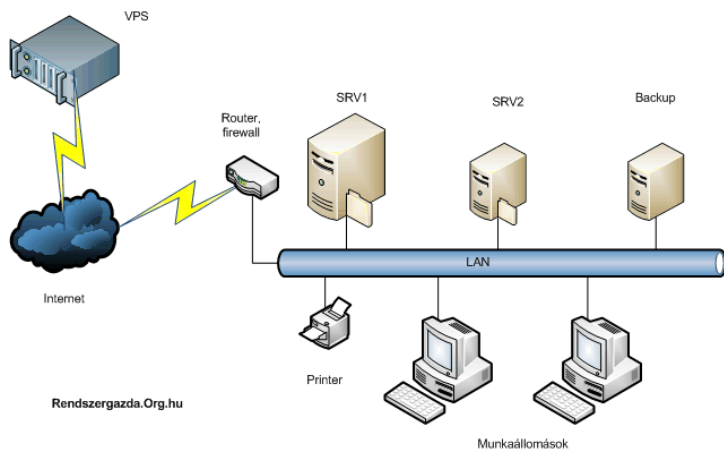 VPS
SRV1
SRV2
Backup
Router,
firewall
LAN
Internet
Printer
Rendszergazda.Org.hu
Munkaállomások